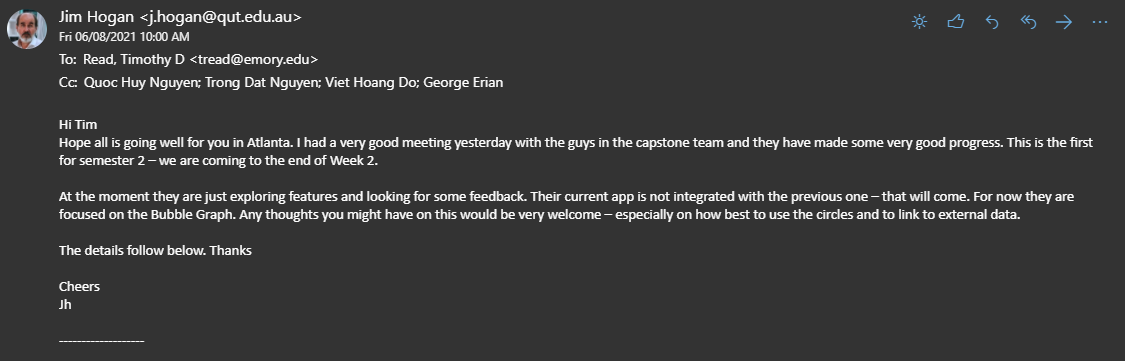 Jim Hogan <j.hogan@qut.edu.au>
Fri 06/08/2021 10:00 AM
To: Read, Timothy D <tread@emory.edu>
Cc: Quoc Huy Nguyen; Trong Dat Nguyen; Viet Hoang Do; George Erian
Hi Tim
Hope all is going well for you in Atlanta. I had a very good meeting yesterday with the guys in the capstone team and they have made some very good progress. This is the first
for semester 2 – we are coming to the end of Week 2.
At the moment they are just exploring features and looking for some feedback. Their current app is not integrated with the previous one – that will come. For now they are
focused on the Bubble Graph. Any thoughts you might have on this would be very welcome – especially on how best to use the circles and to link to external data.
The details follow below. Thanks
Cheers
Jh
-------------------